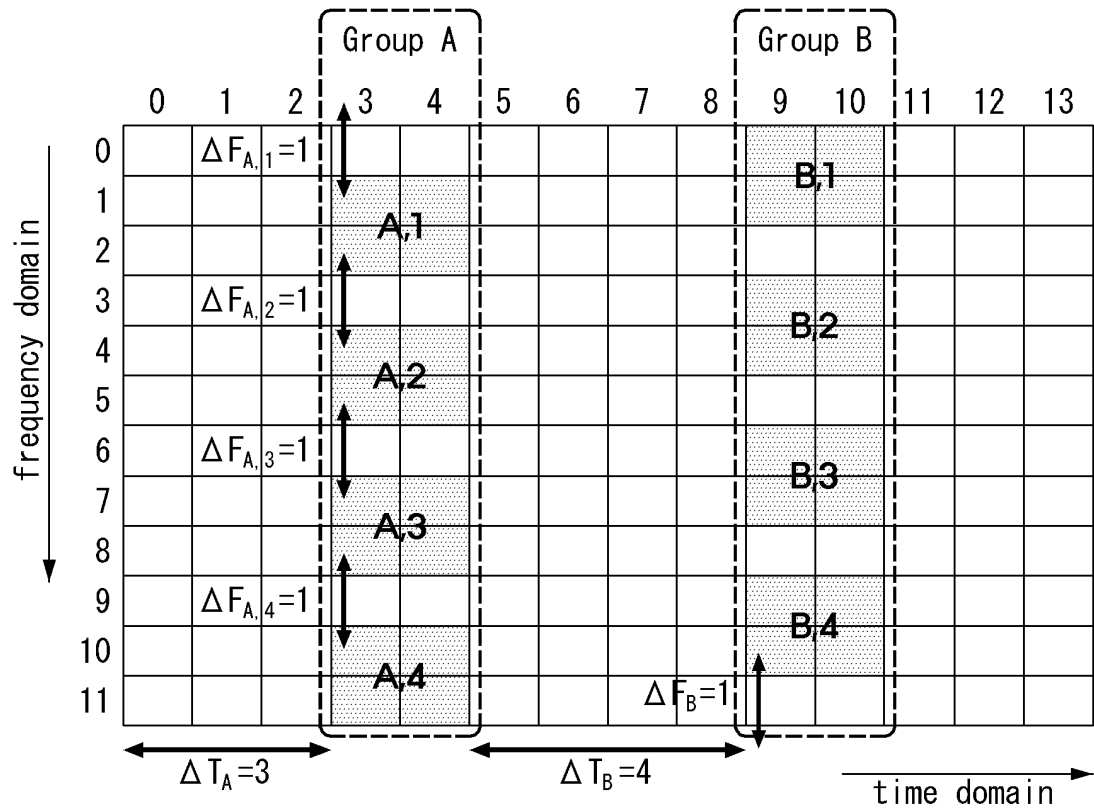 Group A Group B
0 1 2 3 4 5 6 7 8 9 10 11 12 13
frequency domain
0 ΔF_A,1=1
B,1
1
A,1
2
3 ΔF_A,2=1
B,2
4
A,2
5
6 ΔF_A,3=1
B,3
7
A,3
8
9 ΔF_A,4=1
B,4
10
A,4
11 ΔF_B=1
ΔT_A=3 ΔT_B=4
time domain